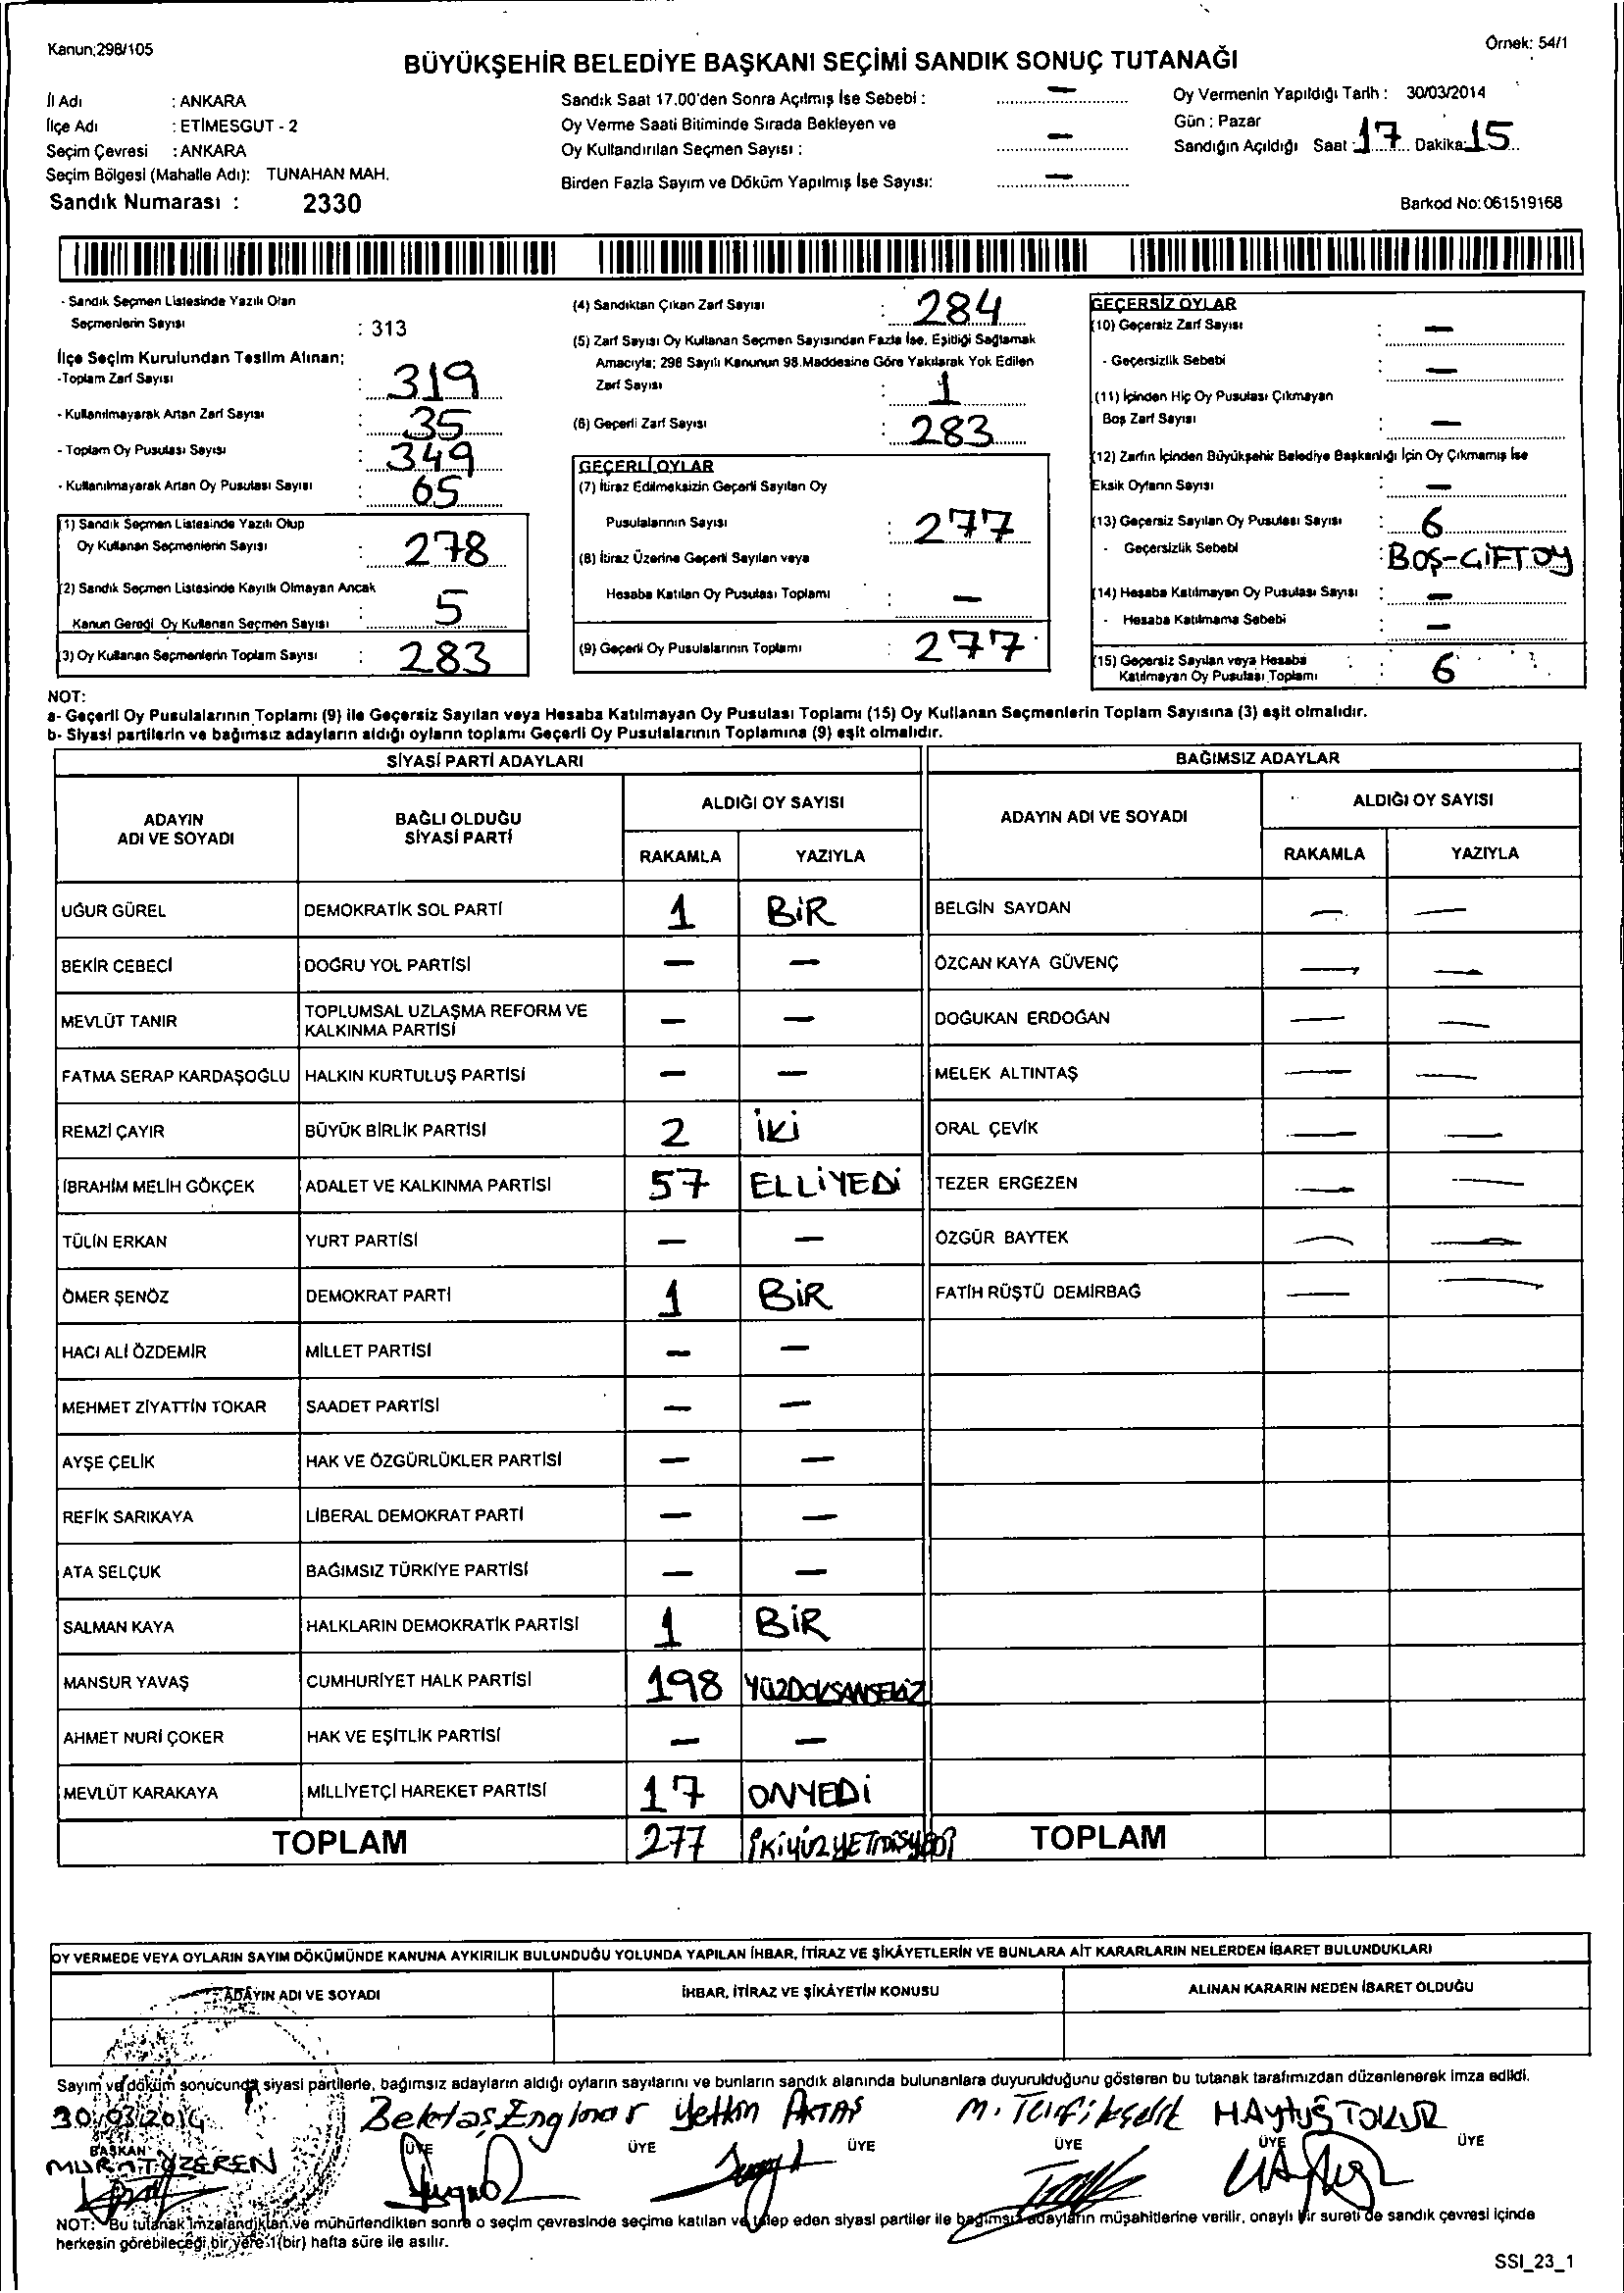 Kanun;298/105
Örnek: 54/1
BÜYÜKŞEHİR BELEDİYE BAŞKANI SEÇİMİ SANDIK SONUÇ TUTANAĞI
İl Adı : ANKARA
İlçe Adı : ETİMESGUT - 2
Seçim Çevresi : ANKARA
Seçim Bölgesi (Mahalle Adı): TUNAHAN MAH.
Sandık Numarası : 2330
Sandık Saat 17.00'den Sonra Açılmış İse Sebebi : —
Oy Verme Saati Bitiminde Sırada Bekleyen ve
Oy Kullandırılan Seçmen Sayısı : —
Birden Fazla Sayım ve Döküm Yapılmış İse Sayısı: —
Oy Vermenin Yapıldığı Tarih : 30/03/2014
Gün : Pazar
Sandığın Açıldığı Saat : 17 Dakika: 15
Barkod No: 061519168
- Sandık Seçmen Listesinde Yazılı Olan
Seçmenlerin Sayısı : 313
İlçe Seçim Kurulundan Teslim Alınan;
-Toplam Zarf Sayısı : 319
- Kullanılmayarak Artan Zarf Sayısı : 35
- Toplam Oy Pusulası Sayısı : 349
- Kullanılmayarak Artan Oy Pusulası Sayısı : 65
(1) Sandık Seçmen Listesinde Yazılı Olup
Oy Kullanan Seçmenlerin Sayısı : 278
(2) Sandık Seçmen Listesinde Kayıtlı Olmayan Ancak
Kanun Gereği Oy Kullanan Seçmen Sayısı : 5
(3) Oy Kullanan Seçmenlerin Toplam Sayısı : 283
(4) Sandıktan Çıkan Zarf Sayısı : 284
(5) Zarf Sayısı Oy Kullanan Seçmen Sayısından Fazla İse, Eşitliği Sağlamak
Amacıyla; 298 Sayılı Kanunun 98.Maddesine Göre Yakılarak Yok Edilen
Zarf Sayısı : 1
(6) Geçerli Zarf Sayısı : 283
GEÇERLİ OYLAR
(7) İtiraz Edilmeksizin Geçerli Sayılan Oy
Pusulalarının Sayısı : 277
(8) İtiraz Üzerine Geçerli Sayılan veya
Hesaba Katılan Oy Pusulası Toplamı : —
(9) Geçerli Oy Pusulalarının Toplamı : 277
GEÇERSİZ OYLAR
(10) Geçersiz Zarf Sayısı : —
- Geçersizlik Sebebi : —
(11) İçinden Hiç Oy Pusulası Çıkmayan
Boş Zarf Sayısı : —
(12) Zarfın İçinden Büyükşehir Belediye Başkanlığı İçin Oy Çıkmamış İse
Eksik Oyların Sayısı : —
(13) Geçersiz Sayılan Oy Pusulası Sayısı : 6
- Geçersizlik Sebebi : BOŞ-ÇİFT OY
(14) Hesaba Katılmayan Oy Pusulası Sayısı : —
- Hesaba Katılmama Sebebi : —
(15) Geçersiz Sayılan veya Hesaba
Katılmayan Oy Pusulası Toplamı : 6
NOT:
a- Geçerli Oy Pusulalarının Toplamı (9) ile Geçersiz Sayılan veya Hesaba Katılmayan Oy Pusulası Toplamı (15) Oy Kullanan Seçmenlerin Toplam Sayısına (3) eşit olmalıdır.
b- Siyasi partilerin ve bağımsız adayların aldığı oyların toplamı Geçerli Oy Pusulalarının Toplamına (9) eşit olmalıdır.
SİYASİ PARTİ ADAYLARI
BAĞIMSIZ ADAYLAR
ADAYIN
ADI VE SOYADI
BAĞLI OLDUĞU
SİYASİ PARTİ
ALDIĞI OY SAYISI
RAKAMLA YAZIYLA
ADAYIN ADI VE SOYADI
ALDIĞI OY SAYISI
RAKAMLA YAZIYLA
UĞUR GÜREL DEMOKRATİK SOL PARTİ 1 BİR BELGİN SAYDAN — —
BEKİR CEBECİ DOĞRU YOL PARTİSİ — — ÖZCAN KAYA GÜVENÇ — —
MEVLÜT TANIR TOPLUMSAL UZLAŞMA REFORM VE
KALKINMA PARTİSİ — — DOĞUKAN ERDOĞAN — —
FATMA SERAP KARDAŞOĞLU HALKIN KURTULUŞ PARTİSİ — — MELEK ALTINTAŞ — —
REMZİ ÇAYIR BÜYÜK BİRLİK PARTİSİ 2 İKİ ORAL ÇEVİK — —
İBRAHİM MELİH GÖKÇEK ADALET VE KALKINMA PARTİSİ 57 ELLİYEDİ TEZER ERGEZEN — —
TÜLİN ERKAN YURT PARTİSİ — — ÖZGÜR BAYTEK — —
ÖMER ŞENÖZ DEMOKRAT PARTİ 1 BİR FATİH RÜŞTÜ DEMİRBAĞ — —
HACI ALİ ÖZDEMİR MİLLET PARTİSİ — —
MEHMET ZİYATTİN TOKAR SAADET PARTİSİ — —
AYŞE ÇELİK HAK VE ÖZGÜRLÜKLER PARTİSİ — —
REFİK SARIKAYA LİBERAL DEMOKRAT PARTİ — —
ATA SELÇUK BAĞIMSIZ TÜRKİYE PARTİSİ — —
SALMAN KAYA HALKLARIN DEMOKRATİK PARTİSİ 1 BİR
MANSUR YAVAŞ CUMHURİYET HALK PARTİSİ 198 YÜZDOKSANSEKİZ
AHMET NURİ ÇOKER HAK VE EŞİTLİK PARTİSİ — —
MEVLÜT KARAKAYA MİLLİYETÇİ HAREKET PARTİSİ 17 ONYEDİ
TOPLAM 277 İKİYÜZYETMİŞYEDİ TOPLAM
OY VERMEDE VEYA OYLARIN SAYIM DÖKÜMÜNDE KANUNA AYKIRILIK BULUNDUĞU YOLUNDA YAPILAN İHBAR, İTİRAZ VE ŞİKÂYETLERİN VE BUNLARA AİT KARARLARIN NELERDEN İBARET BULUNDUKLARI
ADAYIN ADI VE SOYADI İHBAR, İTİRAZ VE ŞİKÂYETİN KONUSU ALINAN KARARIN NEDEN İBARET OLDUĞU
Sayım ve döküm sonucunda siyasi partilerle, bağımsız adayların aldığı oyların sayılarını ve bunların sandık alanında bulunanlara duyurulduğunu gösteren bu tutanak tarafımızdan düzenlenerek imza edildi.
30/03/2014 Bektaş Yetkin AKTAŞ
BAŞKAN ÜYE ÜYE ÜYE ÜYE ÜYE ÜYE
MURAT ÖZEREN
NOT: Bu tutanak imzalandıktan ve mühürlendikten sonra o seçim çevresinde seçime katılan ve talep eden siyasi partiler ile bağımsız adayların müşahitlerine verilir, onaylı bir sureti de sandık çevresi içinde
herkesin görebileceği bir yere 1(bir) hafta süre ile asılır.
SSI_23_1